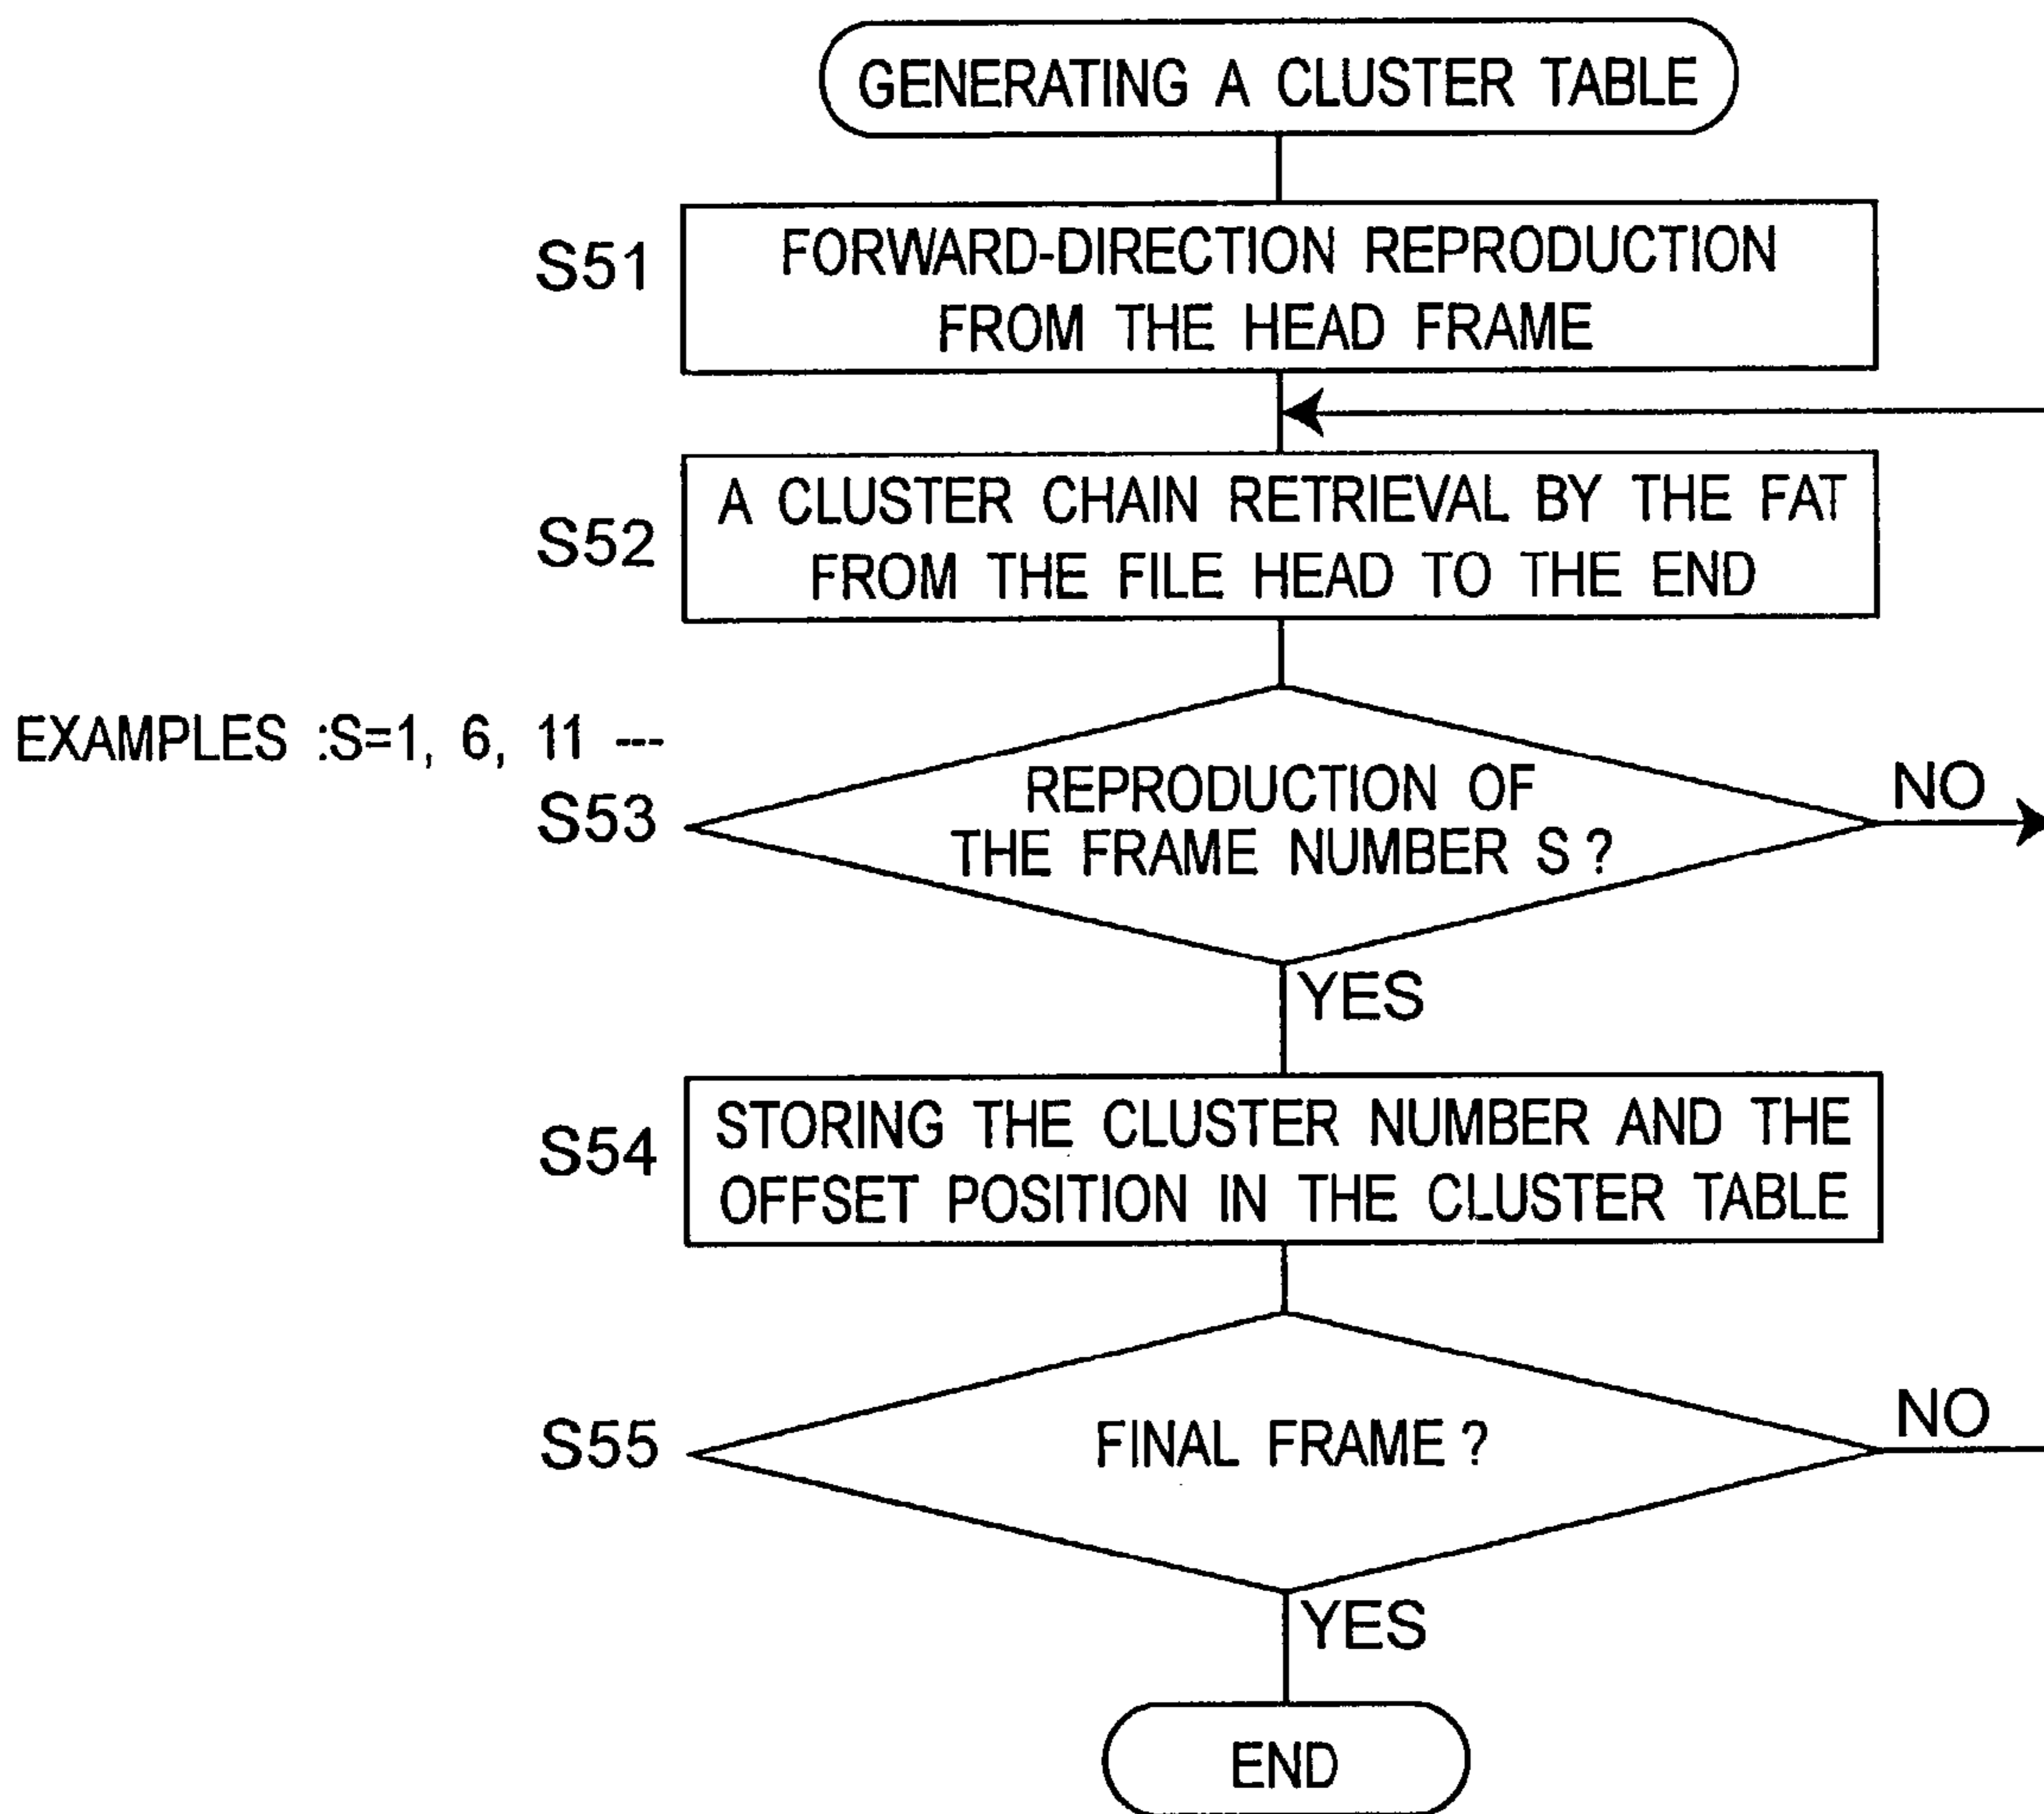 GENERATING A CLUSTER TABLE
S51
FORWARD-DIRECTION REPRODUCTION
FROM THE HEAD FRAME
S52
A CLUSTER CHAIN RETRIEVAL BY THE FAT
FROM THE FILE HEAD TO THE END
EXAMPLES :S=1, 6, 11 ---
S53
REPRODUCTION OF
THE FRAME NUMBER S ?
NO
YES
S54
STORING THE CLUSTER NUMBER AND THE
OFFSET POSITION IN THE CLUSTER TABLE
S55
FINAL FRAME ?
NO
YES
END